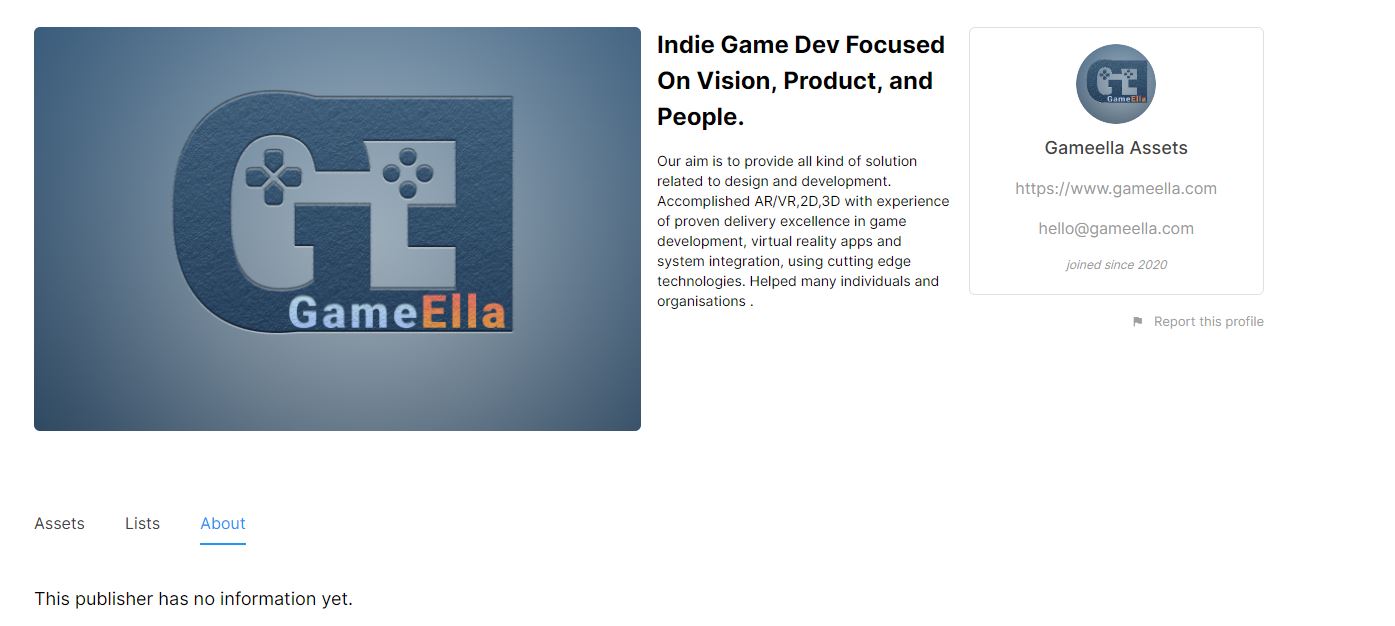 GameElla
Indie Game Dev Focused
On Vision, Product, and
People.
Our aim is to provide all kind of solution
related to design and development.
Accomplished AR/VR,2D,3D with experience
of proven delivery excellence in game
development, virtual reality apps and
system integration, using cutting edge
technologies. Helped many individuals and
organisations .
GameElla
Gameella Assets
https://www.gameella.com
hello@gameella.com
joined since 2020
Report this profile
Assets
Lists
About
This publisher has no information yet.